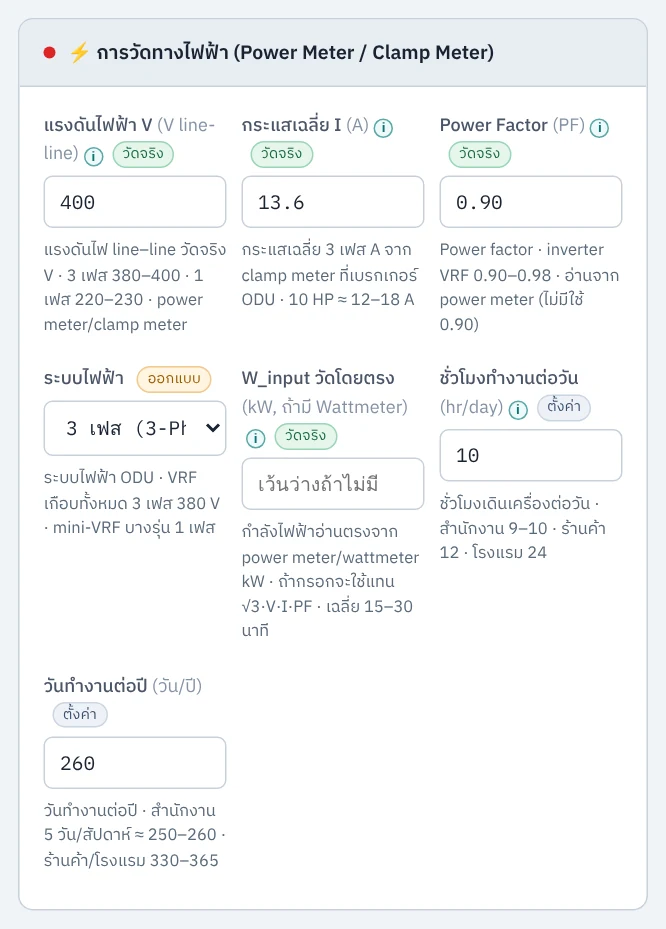 ⚡ การวัดทางไฟฟ้า (Power Meter / Clamp Meter)
แรงดันไฟฟ้า V (V line-
line) i วัดจริง
400
แรงดันไฟ line–line วัดจริง
V · 3 เฟส 380–400 · 1
เฟส 220–230 · power
meter/clamp meter
กระแสเฉลี่ย I (A) i
วัดจริง
13.6
กระแสเฉลี่ย 3 เฟส A จาก
clamp meter ที่เบรกเกอร์
ODU · 10 HP ≈ 12–18 A
Power Factor (PF) i
วัดจริง
0.90
Power factor · inverter
VRF 0.90–0.98 · อ่านจาก
power meter (ไม่มีใช้
0.90)
ระบบไฟฟ้า ออกแบบ
3 เฟส (3-Ph
ระบบไฟฟ้า ODU · VRF
เกือบทั้งหมด 3 เฟส 380 V
· mini-VRF บางรุ่น 1 เฟส
W_input วัดโดยตรง
(kW, ถ้ามี Wattmeter)
i วัดจริง
เว้นว่างถ้าไม่มี
กำลังไฟฟ้าอ่านตรงจาก
power meter/wattmeter
kW · ถ้ากรอกจะใช้แทน
√3·V·I·PF · เฉลี่ย 15–30
นาที
ชั่วโมงทำงานต่อวัน
(hr/day) i ตั้งค่า
10
ชั่วโมงเดินเครื่องต่อวัน ·
สำนักงาน 9–10 · ร้านค้า
12 · โรงแรม 24
วันทำงานต่อปี (วัน/ปี)
ตั้งค่า
260
วันทำงานต่อปี · สำนักงาน
5 วัน/สัปดาห์ ≈ 250–260 ·
ร้านค้า/โรงแรม 330–365